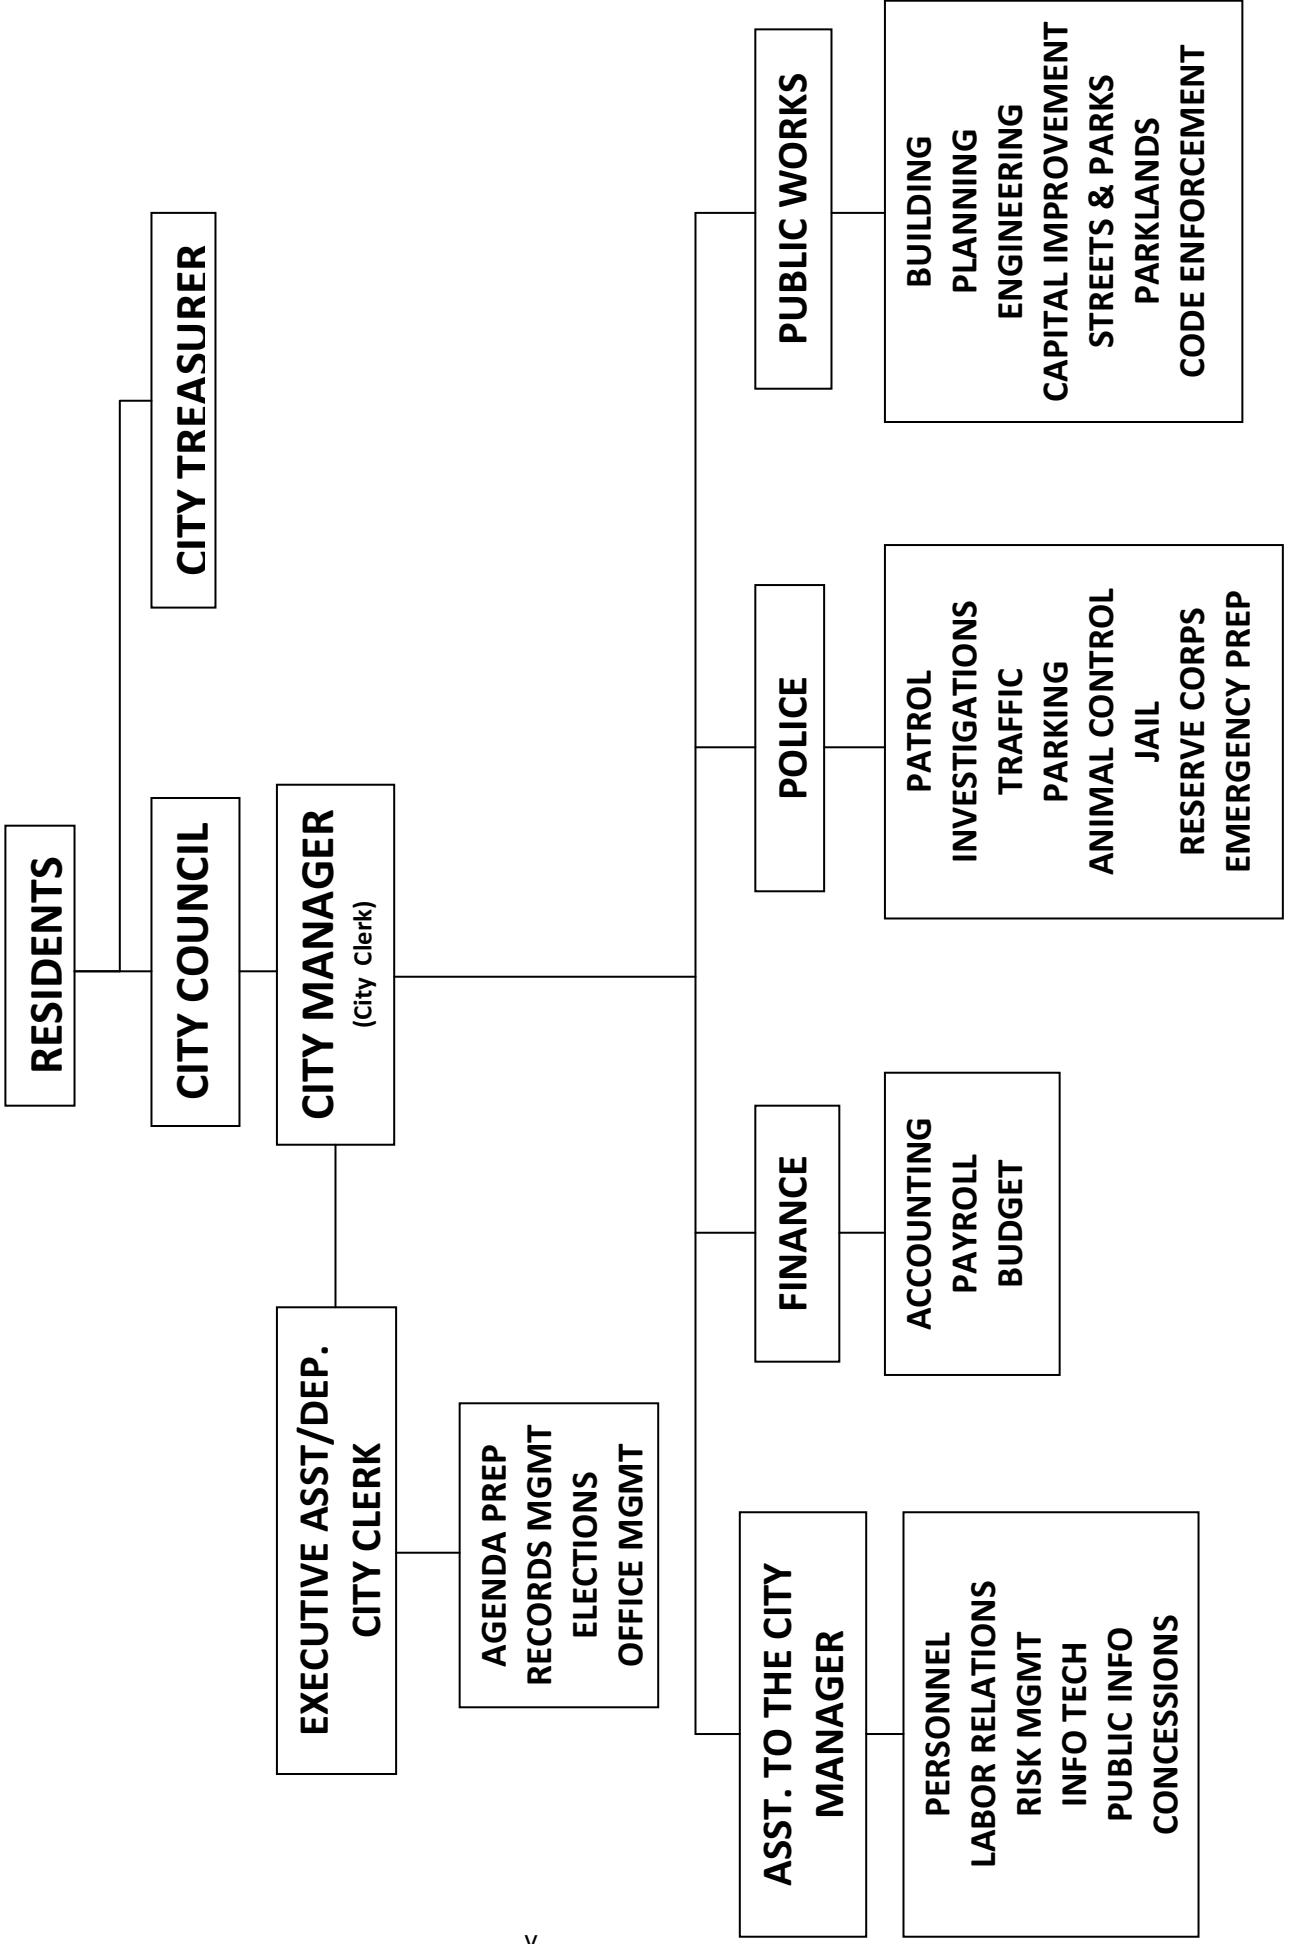 RESIDENTS
CITY COUNCIL
CITY TREASURER
CITY MANAGER
(City Clerk)
EXECUTIVE ASST/DEP.
CITY CLERK
AGENDA PREP
RECORDS MGMT
ELECTIONS
OFFICE MGMT
ASST. TO THE CITY
MANAGER
PERSONNEL
LABOR RELATIONS
RISK MGMT
INFO TECH
PUBLIC INFO
CONCESSIONS
FINANCE
ACCOUNTING
PAYROLL
BUDGET
POLICE
PATROL
INVESTIGATIONS
TRAFFIC
PARKING
ANIMAL CONTROL
JAIL
RESERVE CORPS
EMERGENCY PREP
PUBLIC WORKS
BUILDING
PLANNING
ENGINEERING
CAPITAL IMPROVEMENT
STREETS & PARKS
PARKLANDS
CODE ENFORCEMENT
v